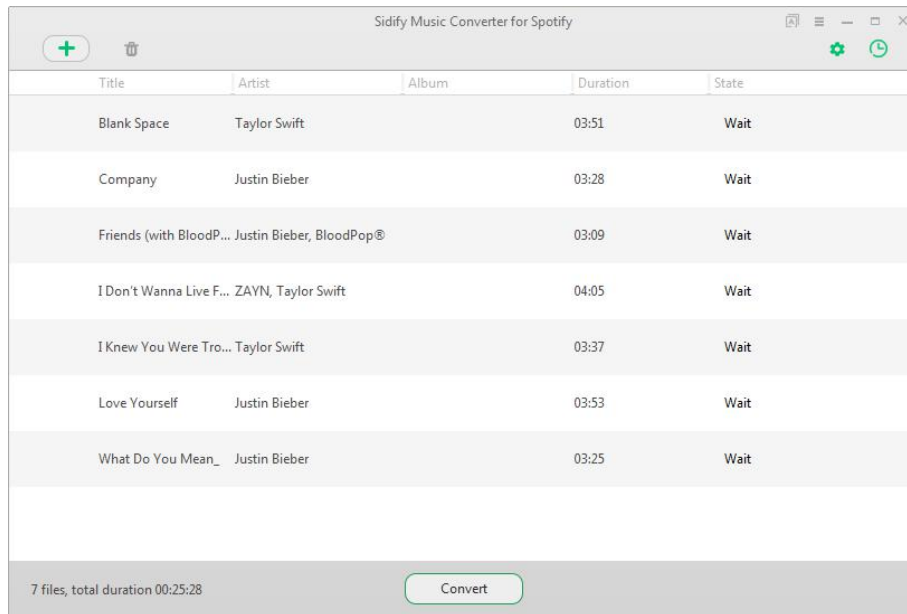 Sidify Music Converter for Spotify
Title Artist Album Duration State
Blank Space Taylor Swift 03:51 Wait
Company Justin Bieber 03:28 Wait
Friends (with BloodP... Justin Bieber, BloodPop® 03:09 Wait
I Don't Wanna Live F... ZAYN, Taylor Swift 04:05 Wait
I Knew You Were Tro... Taylor Swift 03:37 Wait
Love Yourself Justin Bieber 03:53 Wait
What Do You Mean_ Justin Bieber 03:25 Wait
7 files, total duration 00:25:28 Convert